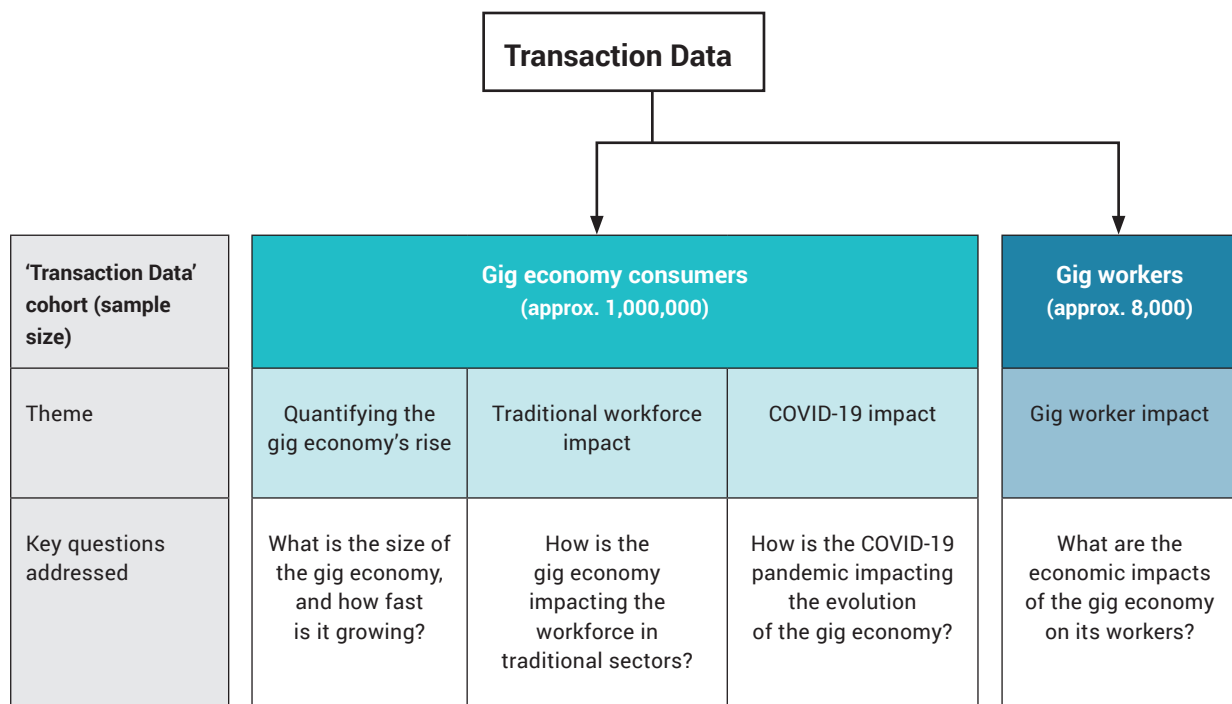 Transaction Data
‘Transaction Data’
cohort (sample
size)
Gig economy consumers
(approx. 1,000,000)
Gig workers
(approx. 8,000)
Theme
Quantifying the
gig economy’s rise
Traditional workforce
impact
COVID-19 impact
Gig worker impact
Key questions
addressed
What is the size of
the gig economy,
and how fast
is it growing?
How is the
gig economy
impacting the
workforce in
traditional sectors?
How is the COVID-19
pandemic impacting
the evolution
of the gig economy?
What are the
economic impacts
of the gig economy
on its workers?